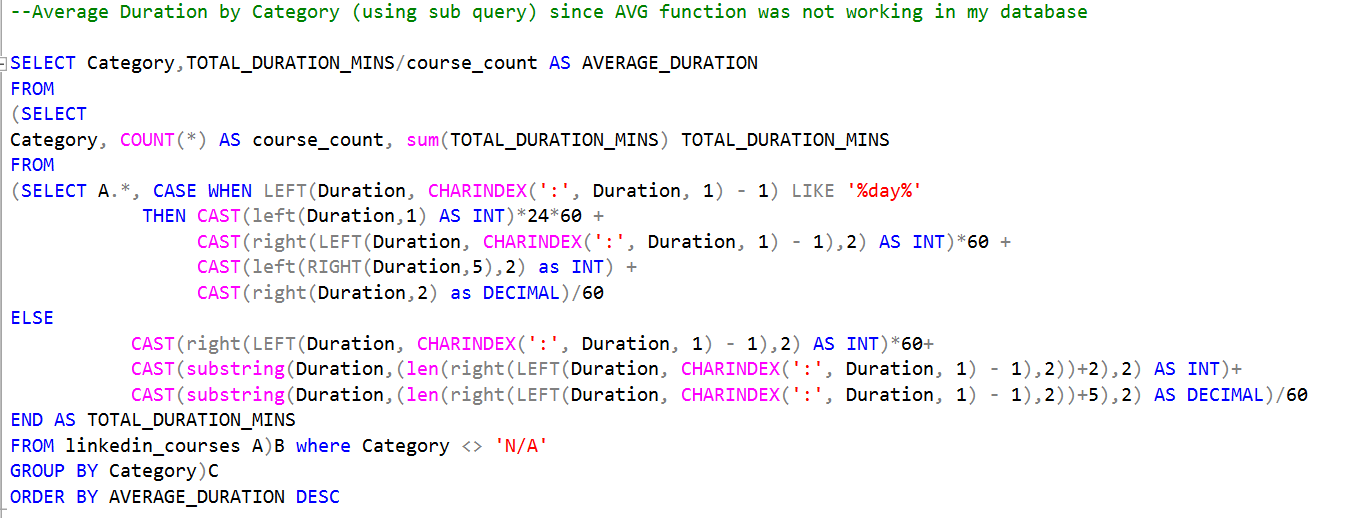 --Average Duration by Category (using sub query) since AVG function was not working in my database
SELECT Category,TOTAL_DURATION_MINS/course_count AS AVERAGE_DURATION
FROM
(SELECT
Category, COUNT(*) AS course_count, sum(TOTAL_DURATION_MINS) TOTAL_DURATION_MINS
FROM
(SELECT A.*, CASE WHEN LEFT(Duration, CHARINDEX(':', Duration, 1) - 1) LIKE '%day%'
THEN CAST(left(Duration,1) AS INT)*24*60 +
CAST(right(LEFT(Duration, CHARINDEX(':', Duration, 1) - 1),2) AS INT)*60 +
CAST(left(RIGHT(Duration,5),2) as INT) +
CAST(right(Duration,2) as DECIMAL)/60
ELSE
CAST(right(LEFT(Duration, CHARINDEX(':', Duration, 1) - 1),2) AS INT)*60+
CAST(substring(Duration,(len(right(LEFT(Duration, CHARINDEX(':', Duration, 1) - 1),2))+2),2) AS INT)+
CAST(substring(Duration,(len(right(LEFT(Duration, CHARINDEX(':', Duration, 1) - 1),2))+5),2) AS DECIMAL)/60
END AS TOTAL_DURATION_MINS
FROM linkedin_courses A)B where Category <> 'N/A'
GROUP BY Category)C
ORDER BY AVERAGE_DURATION DESC